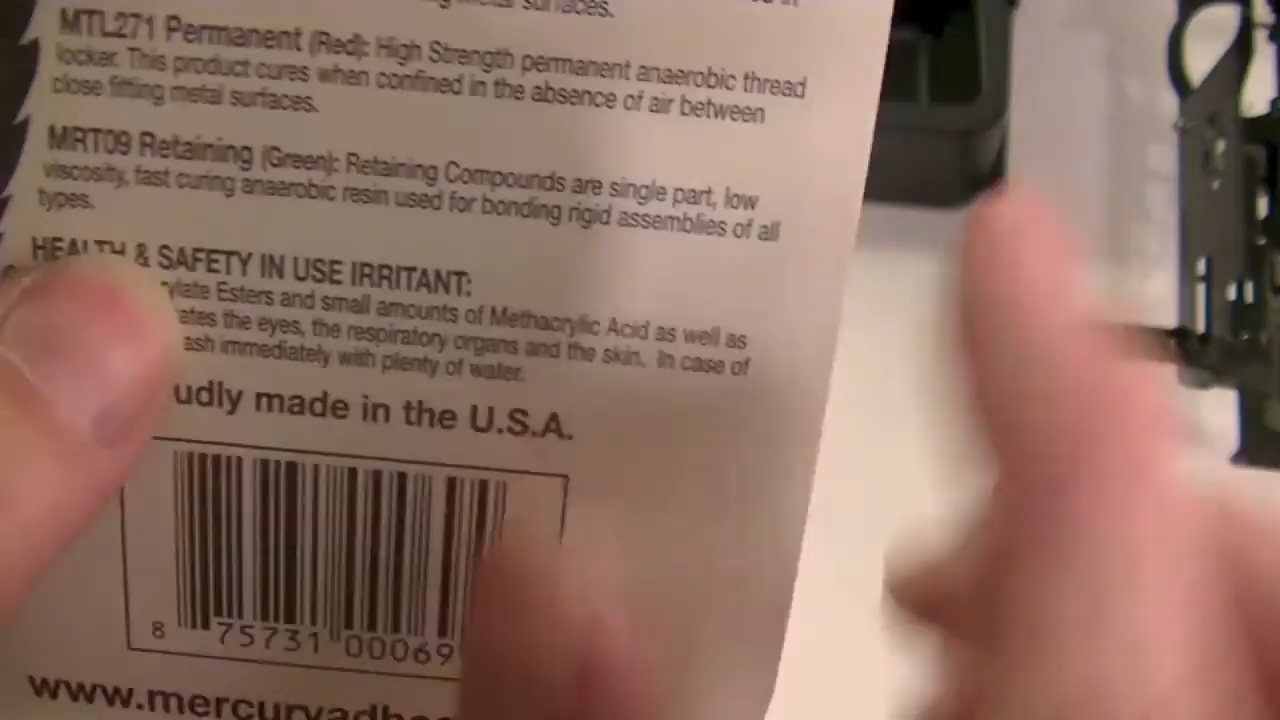 surfaces.
MTL271 Permanent (Red): High Strength permanent anaerobic thread
locker. This product cures when confined in the absence of air between
close fitting metal surfaces.
MRT09 Retaining (Green): Retaining Compounds are single part, low
viscosity, fast curing anaerobic resin used for bonding rigid assemblies of all
types.
HEALTH & SAFETY IN USE IRRITANT:
Esters and small amounts of Methacrylic Acid as well as
the eyes, the respiratory organs and the skin. In case of
immediately with plenty of water.
udly made in the U.S.A.
8 75731 00069
www.mercuryadhe